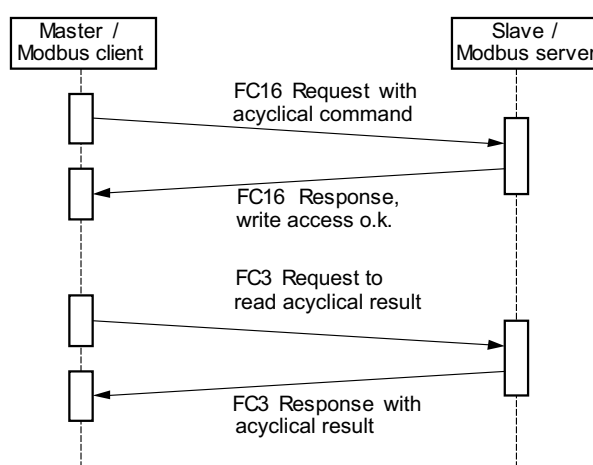 Master /
Modbus client
Slave /
Modbus server
FC16 Request with
acyclical command
FC16 Response,
write access o.k.
FC3 Request to
read acyclical result
FC3 Response with
acyclical result